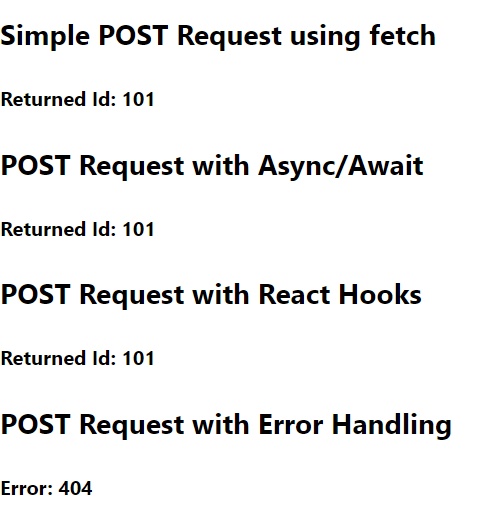 Simple POST Request using fetch
Returned Id: 101
POST Request with Async/Await
Returned Id: 101
POST Request with React Hooks
Returned Id: 101
POST Request with Error Handling
Error: 404